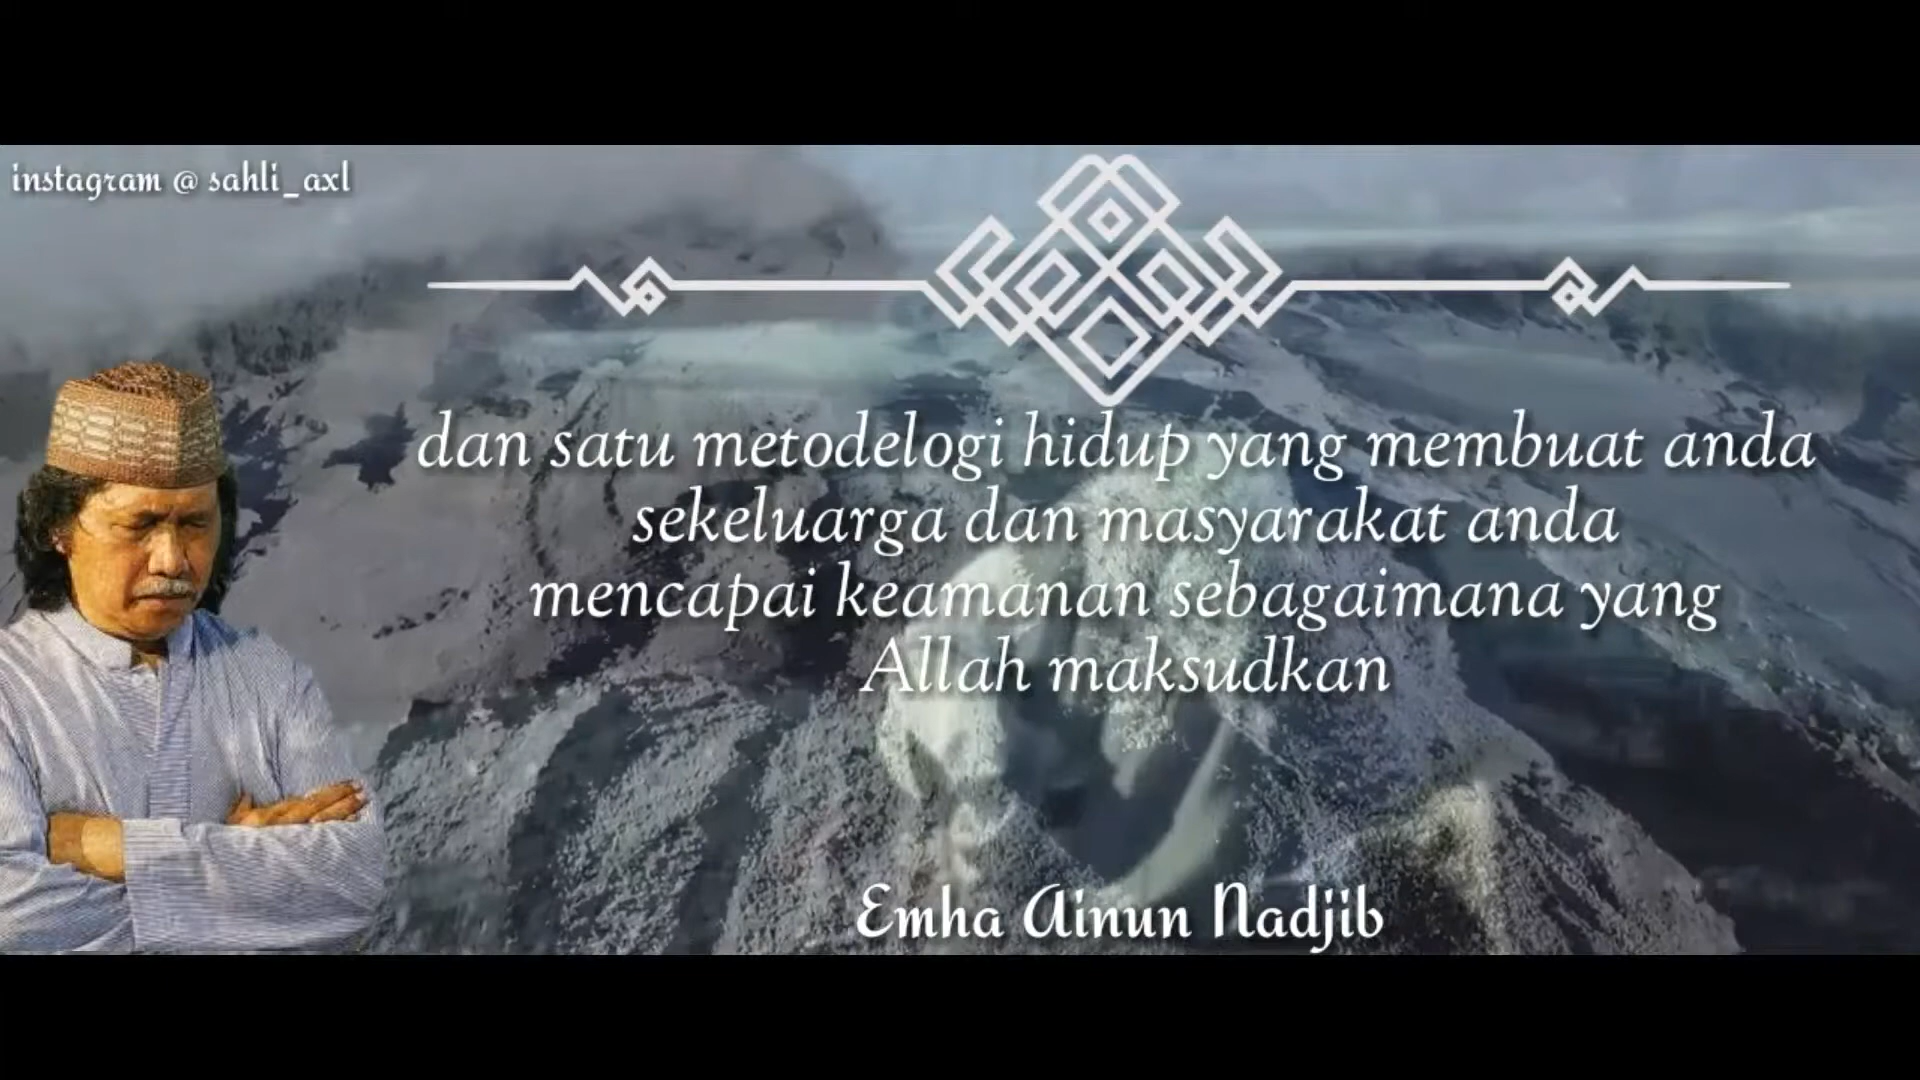 instagram @ sahli_axl
dan satu metodelogi hidup yang membuat anda
sekeluarga dan masyarakat anda
mencapai keamanan sebagaimana yang
Allah maksudkan
Emha Ainun Nadjib